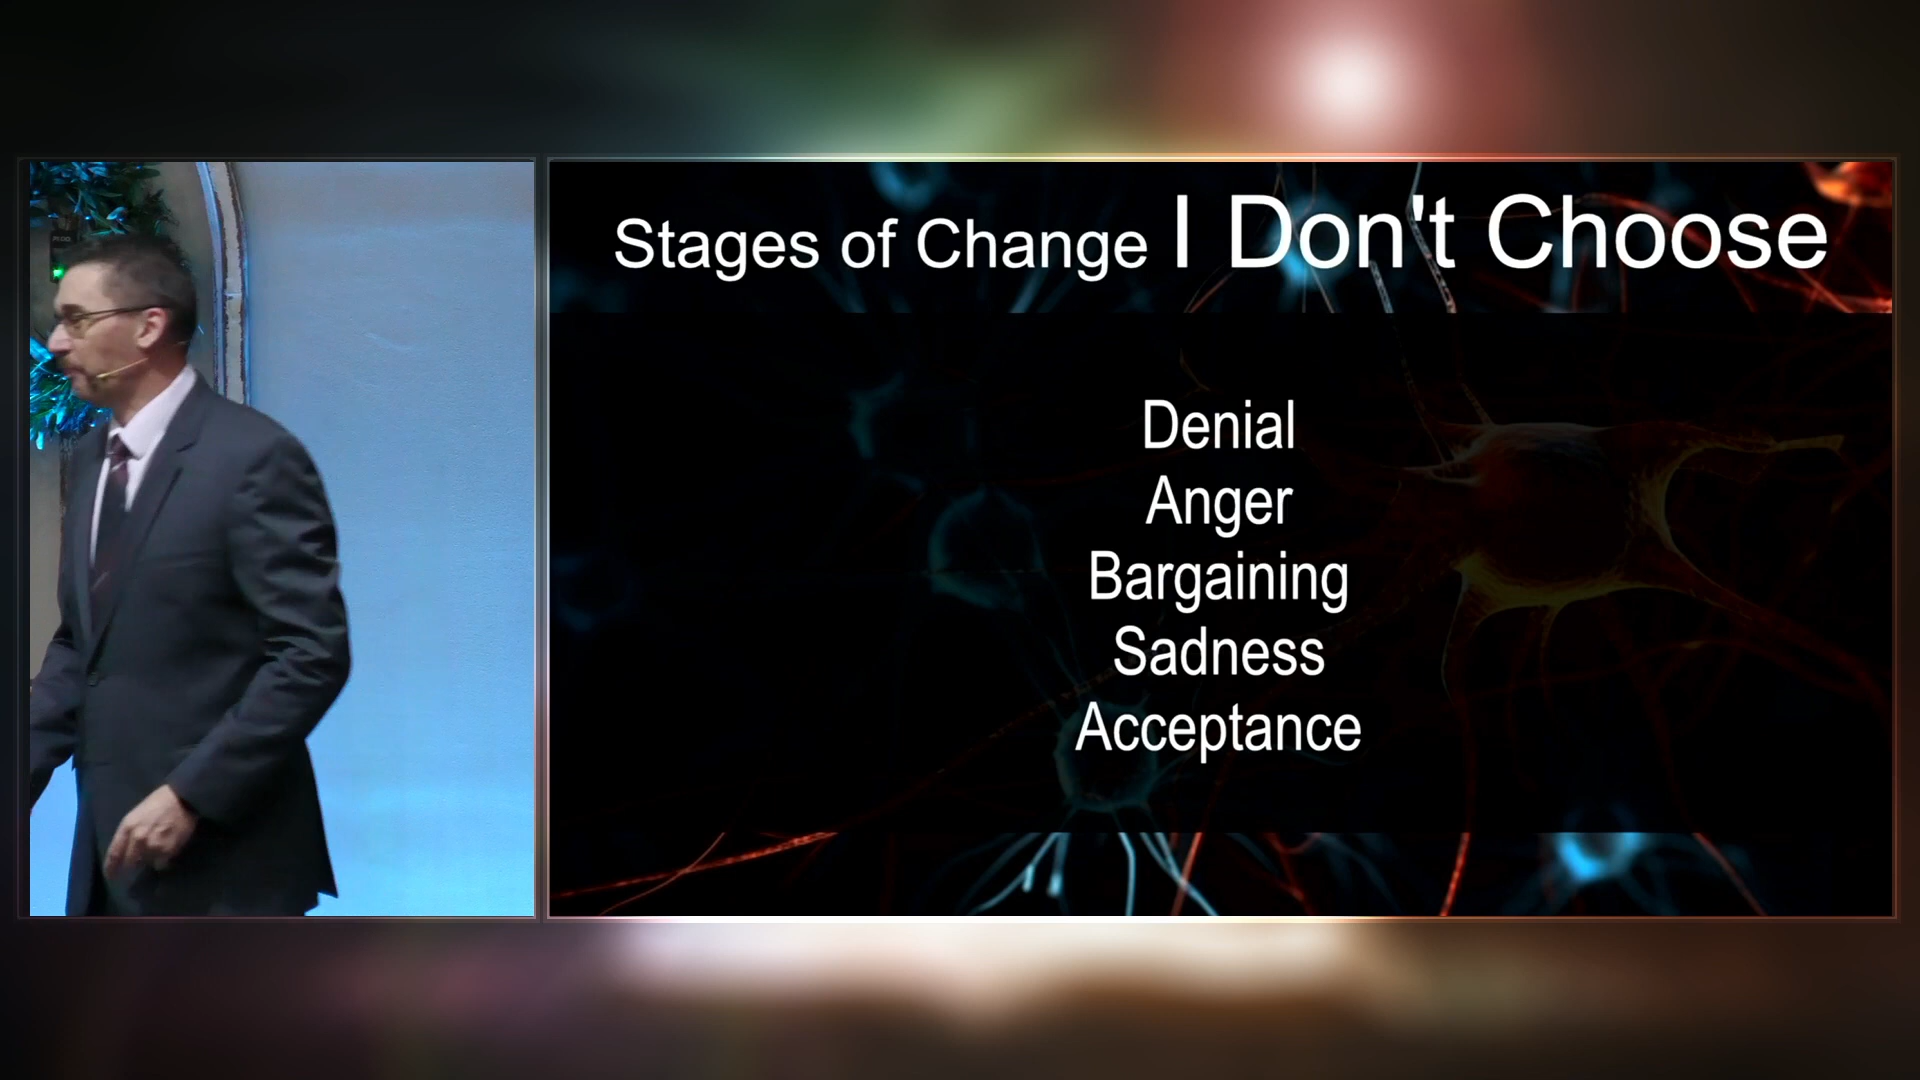 Stages of Change I Don't Choose
Denial
Anger
Bargaining
Sadness
Acceptance